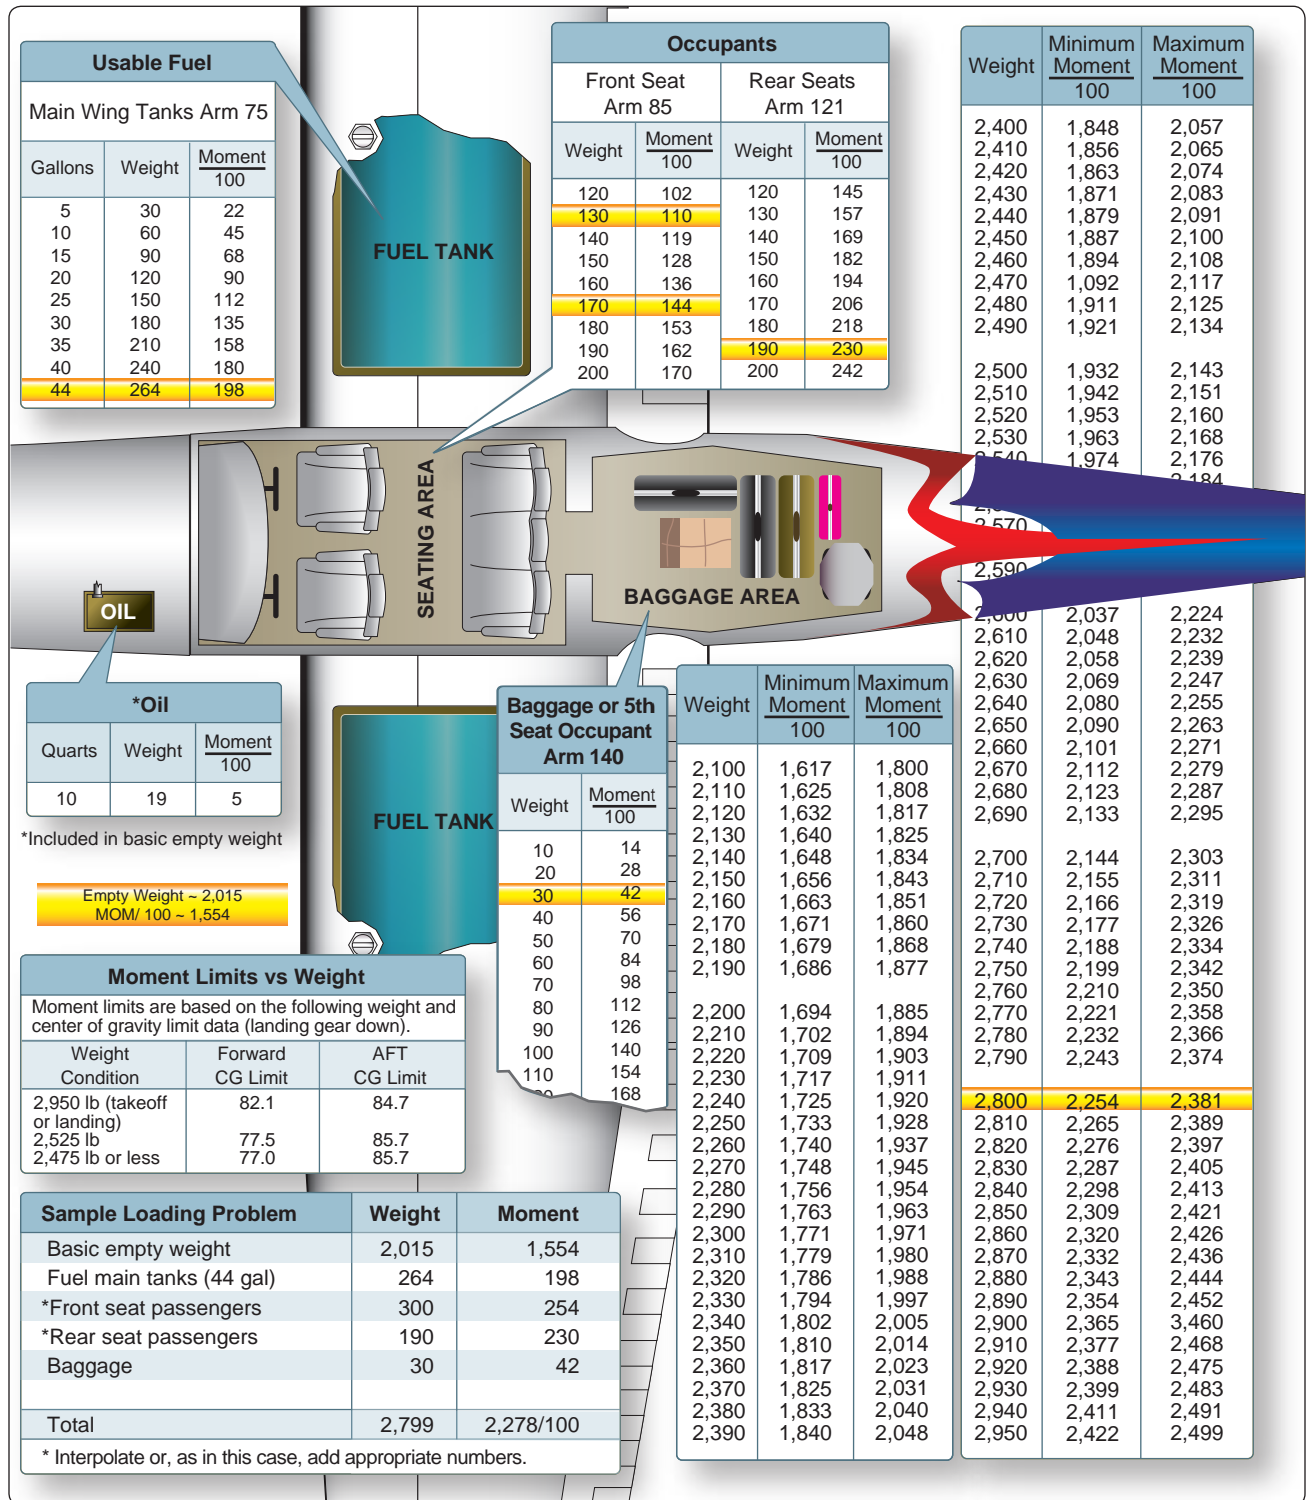 Usable Fuel
Main Wing Tanks Arm 75
Gallons Weight Moment 100
5 30 22
10 60 45
15 90 68
20 120 90
25 150 112
30 180 135
35 210 158
40 240 180
44 264 198
Occupants
Front Seat Arm 85 Rear Seats Arm 121
Weight Moment 100 Weight Moment 100
120 102 120 145
130 110 130 157
140 119 140 169
150 128 150 182
160 136 160 194
170 144 170 206
180 153 180 218
190 162 190 230
200 170 200 242
FUEL TANK
SEATING AREA
BAGGAGE AREA
OIL
*Oil
Quarts Weight Moment 100
10 19 5
*Included in basic empty weight
Empty Weight ~ 2,015
MOM/ 100 ~ 1,554
FUEL TANK
Baggage or 5th
Seat Occupant
Arm 140
Weight Moment 100
10 14
20 28
30 42
40 56
50 70
60 84
70 98
80 112
90 126
100 140
110 154
168
Moment Limits vs Weight
Moment limits are based on the following weight and
center of gravity limit data (landing gear down).
Weight Condition Forward CG Limit AFT CG Limit
2,950 lb (takeoff or landing) 82.1 84.7
2,525 lb 77.5 85.7
2,475 lb or less 77.0 85.7
Sample Loading Problem Weight Moment
Basic empty weight 2,015 1,554
Fuel main tanks (44 gal) 264 198
*Front seat passengers 300 254
*Rear seat passengers 190 230
Baggage 30 42
Total 2,799 2,278/100
* Interpolate or, as in this case, add appropriate numbers.
Weight Minimum Moment 100 Maximum Moment 100
2,100 1,617 1,800
2,110 1,625 1,808
2,120 1,632 1,817
2,130 1,640 1,825
2,140 1,648 1,834
2,150 1,656 1,843
2,160 1,663 1,851
2,170 1,671 1,860
2,180 1,679 1,868
2,190 1,686 1,877
2,200 1,694 1,885
2,210 1,702 1,894
2,220 1,709 1,903
2,230 1,717 1,911
2,240 1,725 1,920
2,250 1,733 1,928
2,260 1,740 1,937
2,270 1,748 1,945
2,280 1,756 1,954
2,290 1,763 1,963
2,300 1,771 1,971
2,310 1,779 1,980
2,320 1,786 1,988
2,330 1,794 1,997
2,340 1,802 2,005
2,350 1,810 2,014
2,360 1,817 2,023
2,370 1,825 2,031
2,380 1,833 2,040
2,390 1,840 2,048
Weight Minimum Moment 100 Maximum Moment 100
2,400 1,848 2,057
2,410 1,856 2,065
2,420 1,863 2,074
2,430 1,871 2,083
2,440 1,879 2,091
2,450 1,887 2,100
2,460 1,894 2,108
2,470 1,092 2,117
2,480 1,911 2,125
2,490 1,921 2,134
2,500 1,932 2,143
2,510 1,942 2,151
2,520 1,953 2,160
2,530 1,963 2,168
2,540 1,974 2,176
2,184
2,570
2,590
2,600 2,037 2,224
2,610 2,048 2,232
2,620 2,058 2,239
2,630 2,069 2,247
2,640 2,080 2,255
2,650 2,090 2,263
2,660 2,101 2,271
2,670 2,112 2,279
2,680 2,123 2,287
2,690 2,133 2,295
2,700 2,144 2,303
2,710 2,155 2,311
2,720 2,166 2,319
2,730 2,177 2,326
2,740 2,188 2,334
2,750 2,199 2,342
2,760 2,210 2,350
2,770 2,221 2,358
2,780 2,232 2,366
2,790 2,243 2,374
2,800 2,254 2,381
2,810 2,265 2,389
2,820 2,276 2,397
2,830 2,287 2,405
2,840 2,298 2,413
2,850 2,309 2,421
2,860 2,320 2,426
2,870 2,332 2,436
2,880 2,343 2,444
2,890 2,354 2,452
2,900 2,365 3,460
2,910 2,377 2,468
2,920 2,388 2,475
2,930 2,399 2,483
2,940 2,411 2,491
2,950 2,422 2,499